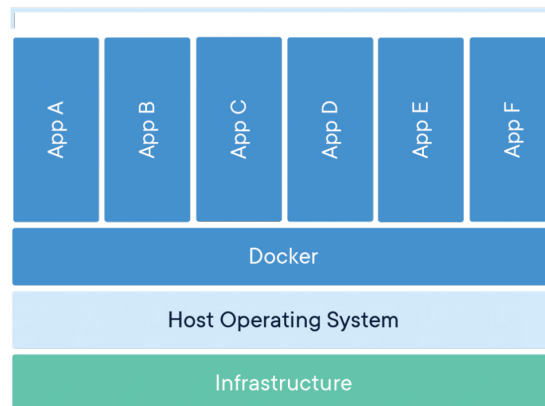 App A
App B
App C
App D
App E
App F
Docker
Host Operating System
Infrastructure